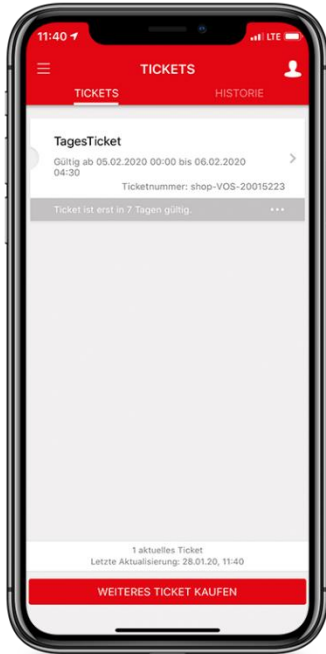 11:40 LTE
TICKETS
TICKETS HISTORIE
TagesTicket
Gültig ab 05.02.2020 00:00 bis 06.02.2020
04:30
Ticketnummer: shop-VOS-20015223
Ticket ist erst in 7 Tagen gültig.
1 aktuelles Ticket
Letzte Aktualisierung: 28.01.20, 11:40
WEITERES TICKET KAUFEN